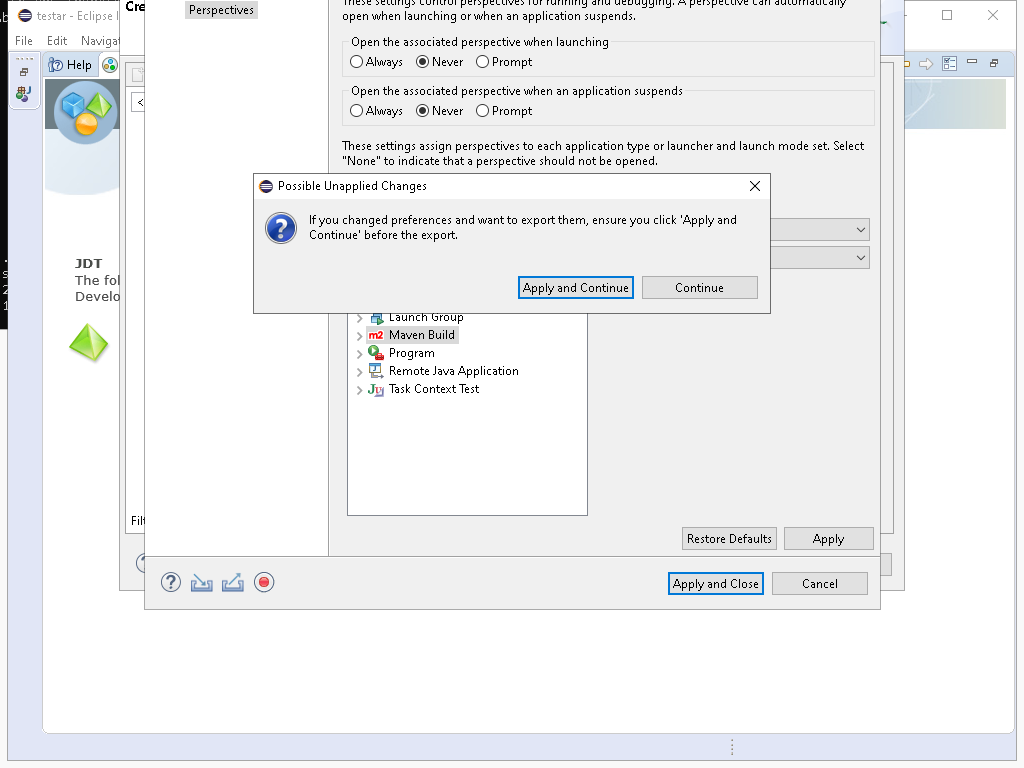 testar - Eclipse I
Cre
File
Edit
Naviga
Help
<
JDT
The fol
Develo
Filt
Perspectives
These settings control perspectives for running and debugging. A perspective can automatically
open when launching or when an application suspends.
Open the associated perspective when launching
Always
Never
Prompt
Open the associated perspective when an application suspends
Always
Never
Prompt
These settings assign perspectives to each application type or launcher and launch mode set. Select
"None" to indicate that a perspective should not be opened.
Possible Unapplied Changes
If you changed preferences and want to export them, ensure you click 'Apply and
Continue' before the export.
Apply and Continue
Continue
Launch Group
m2 Maven Build
Program
Remote Java Application
Ju Task Context Test
Restore Defaults
Apply
Apply and Close
Cancel